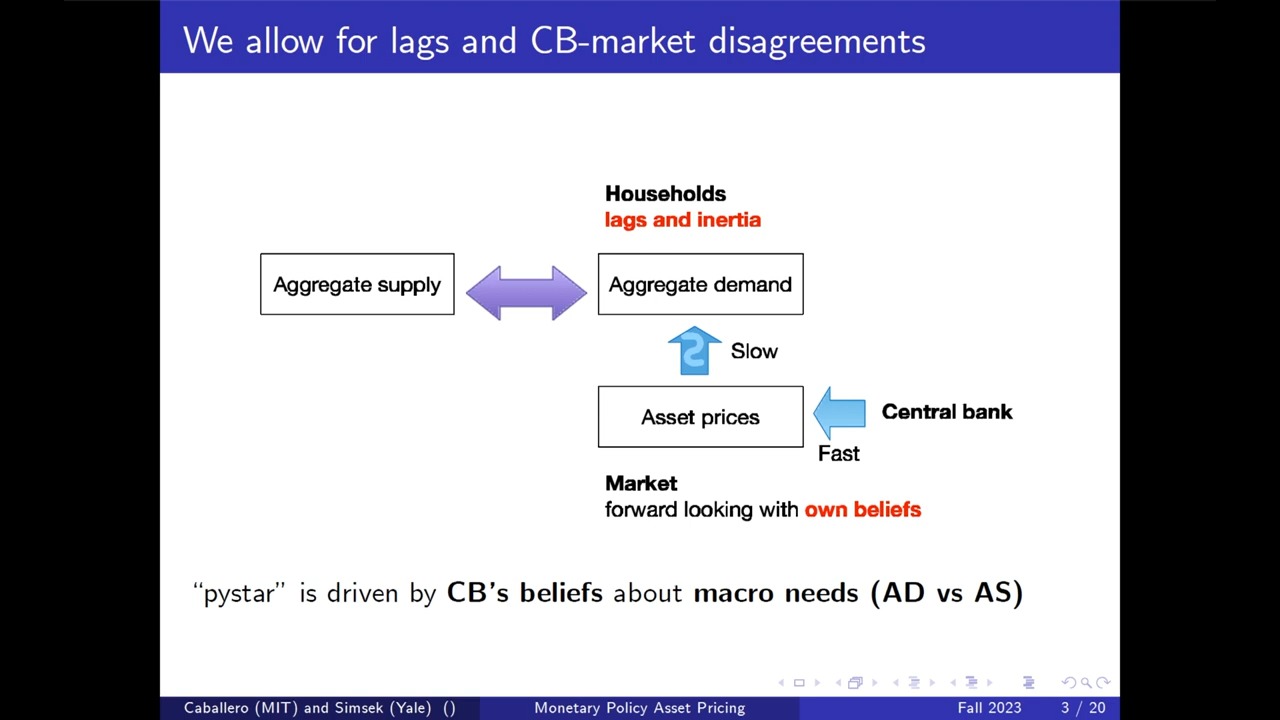 We allow for lags and CB-market disagreements
Households
lags and inertia
Aggregate supply
Aggregate demand
Slow
Asset prices
Central bank
Fast
Market
forward looking with own beliefs
“pystar” is driven by CB’s beliefs about macro needs (AD vs AS)
Caballero (MIT) and Simsek (Yale) ()
Monetary Policy Asset Pricing
Fall 2023
3 / 20